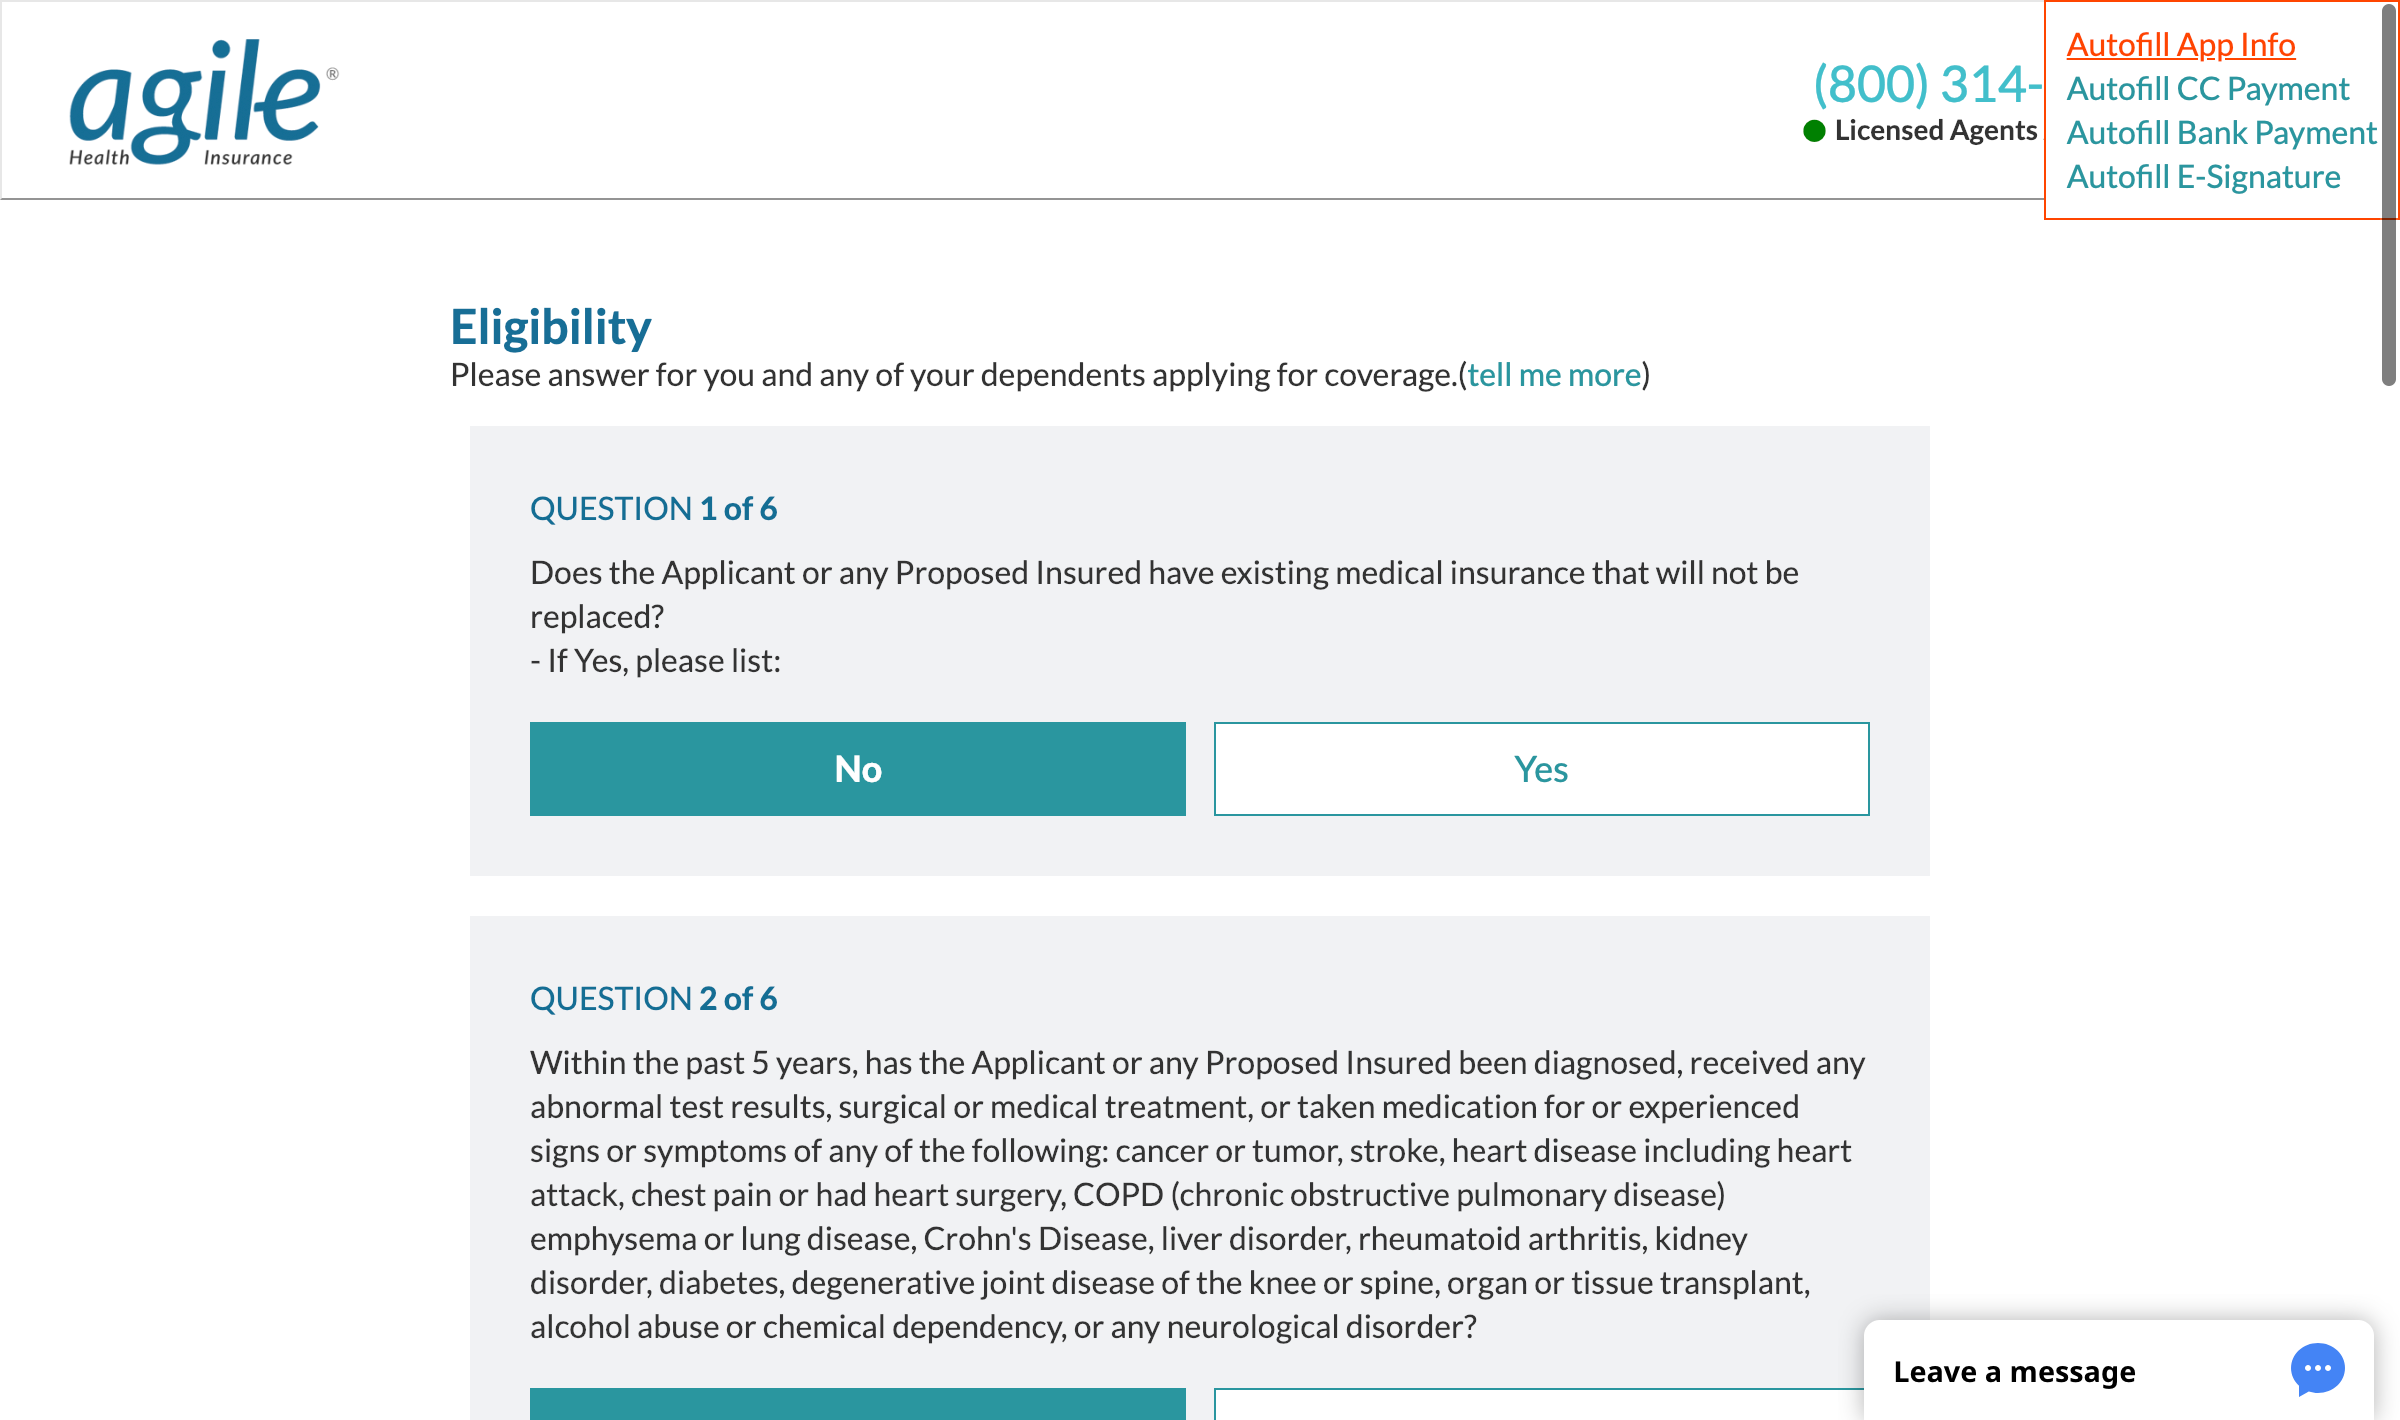 agile®
Health Insurance
(800) 314-
Licensed Agents
Autofill App Info
Autofill CC Payment
Autofill Bank Payment
Autofill E-Signature
Eligibility
Please answer for you and any of your dependents applying for coverage.(tell me more)
QUESTION 1 of 6
Does the Applicant or any Proposed Insured have existing medical insurance that will not be
replaced?
- If Yes, please list:
No
Yes
QUESTION 2 of 6
Within the past 5 years, has the Applicant or any Proposed Insured been diagnosed, received any
abnormal test results, surgical or medical treatment, or taken medication for or experienced
signs or symptoms of any of the following: cancer or tumor, stroke, heart disease including heart
attack, chest pain or had heart surgery, COPD (chronic obstructive pulmonary disease)
emphysema or lung disease, Crohn's Disease, liver disorder, rheumatoid arthritis, kidney
disorder, diabetes, degenerative joint disease of the knee or spine, organ or tissue transplant,
alcohol abuse or chemical dependency, or any neurological disorder?
Leave a message